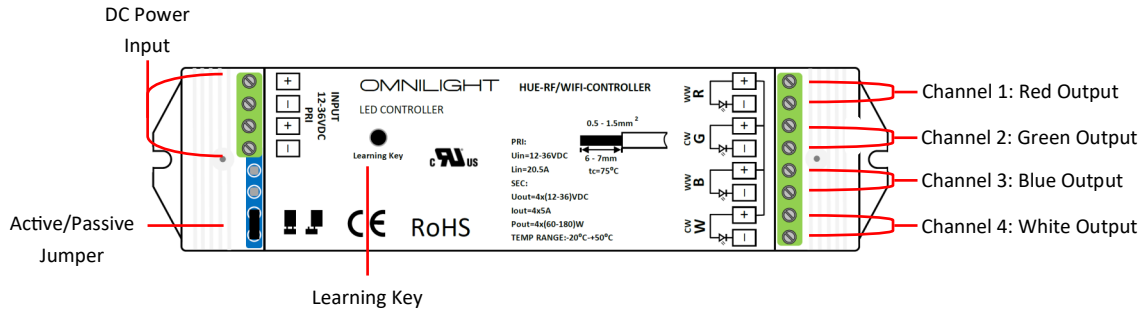 DC Power
Input
Active/Passive
Jumper
Learning Key
+
−
+
−
INPUT
12-36VDC
PRI
OMNILIGHT
LED CONTROLLER
Learning Key
c RU US
CE
RoHS
HUE-RF/WIFI-CONTROLLER
PRI:
Uin=12-36VDC
Lin=20.5A
SEC:
Uout=4x(12-36)VDC
Iout=4x5A
Pout=4x(60-180)W
TEMP RANGE:-20°C-+50°C
0.5 - 1.5mm²
6 - 7mm
tc=75°C
WW
R
+
−
CW
G
+
−
WW
B
+
−
CW
W
+
−
Channel 1: Red Output
Channel 2: Green Output
Channel 3: Blue Output
Channel 4: White Output